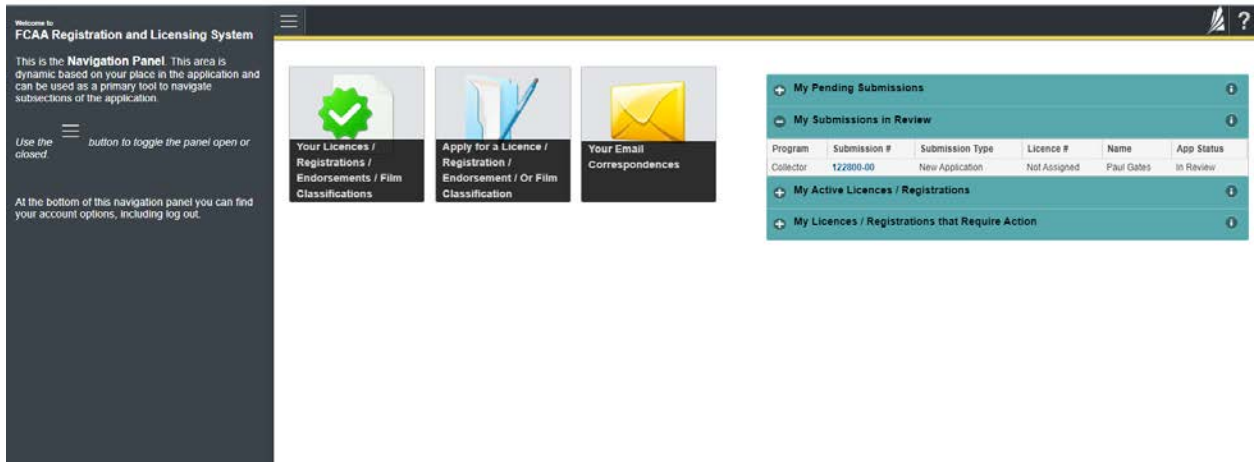 Welcome to
FCAA Registration and Licensing System
This is the Navigation Panel. This area is
dynamic based on your place in the application and
can be used as a primary tool to navigate
subsections of the application.
Use the button to toggle the panel open or
closed.
At the bottom of this navigation panel you can find
your account options, including log out.
?
Your Licences /
Registrations /
Endorsements / Film
Classifications
Apply for a Licence /
Registration /
Endorsement / Or Film
Classification
Your Email
Correspondences
My Pending Submissions
My Submissions in Review
Program Submission # Submission Type Licence # Name App Status
Collector 122800-00 New Application Not Assigned Paul Gates In Review
My Active Licences / Registrations
My Licences / Registrations that Require Action